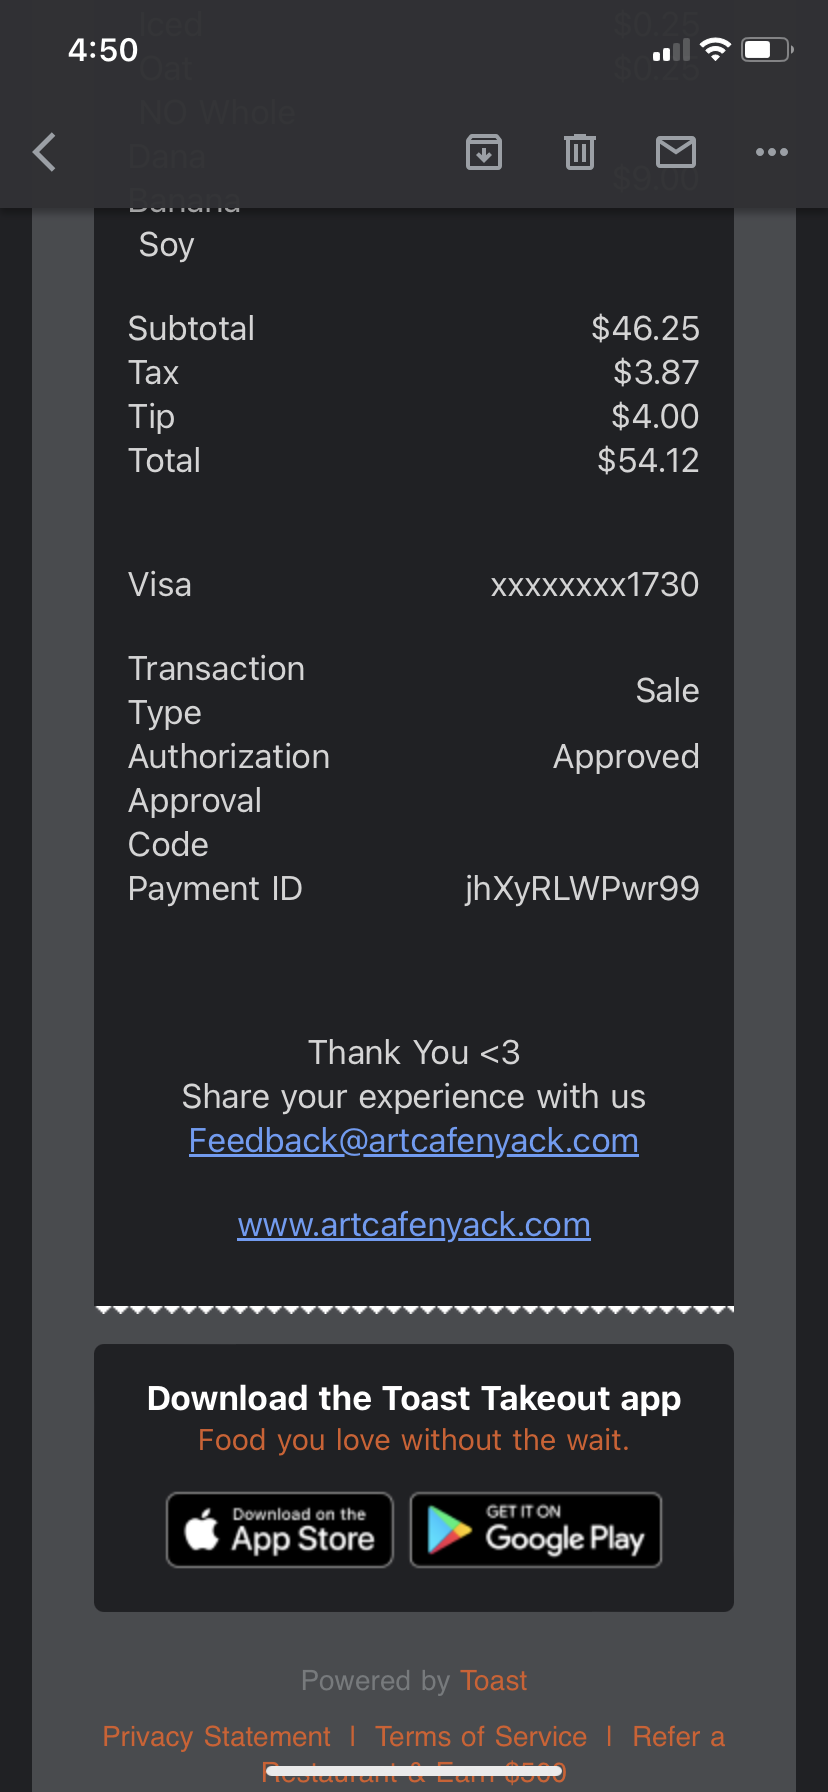 4:50
Iced $0.25
Oat $0.25
NO Whole
Dana
$9.00
Banana
Soy
Subtotal $46.25
Tax $3.87
Tip $4.00
Total $54.12
Visa xxxxxxxx1730
Transaction
Type Sale
Authorization Approved
Approval
Code
Payment ID jhXyRLWPwr99
Thank You <3
Share your experience with us
Feedback@artcafenyack.com
www.artcafenyack.com
Download the Toast Takeout app
Food you love without the wait.
Download on the
App Store
GET IT ON
Google Play
Powered by Toast
Privacy Statement | Terms of Service | Refer a
Restaurant & Earn $500